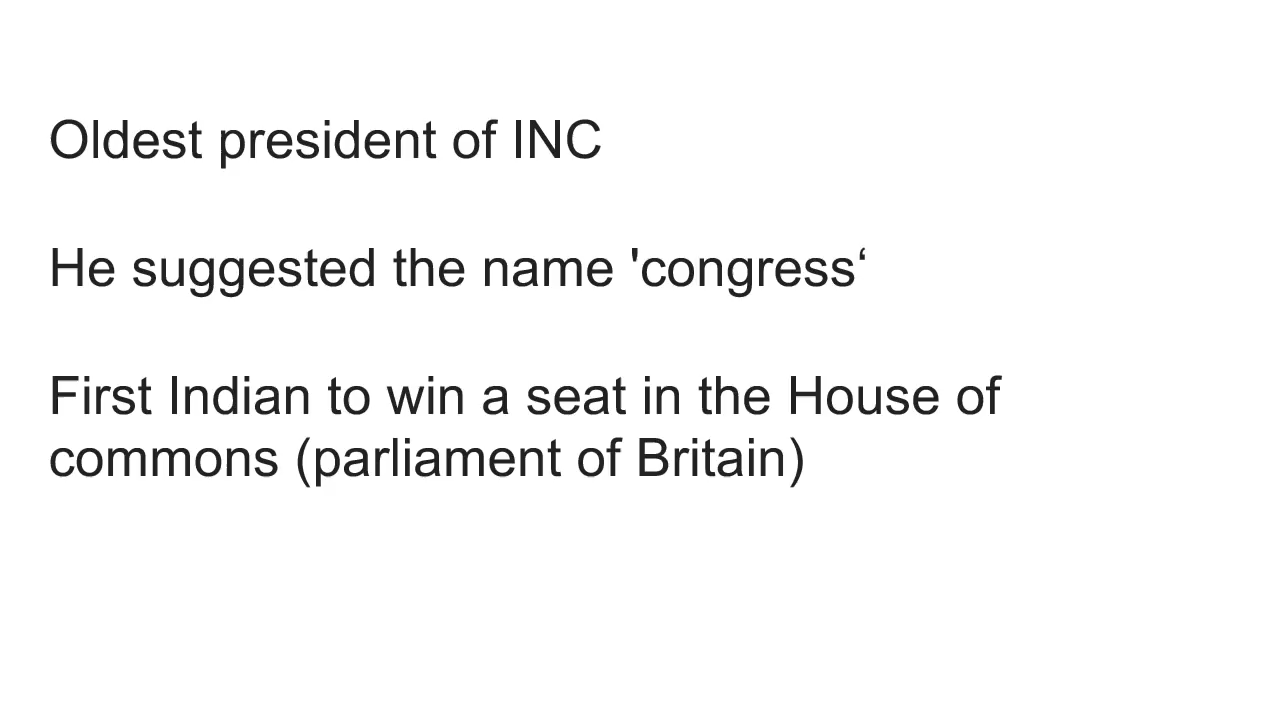 Oldest president of INC
He suggested the name 'congress‘
First Indian to win a seat in the House of
commons (parliament of Britain)